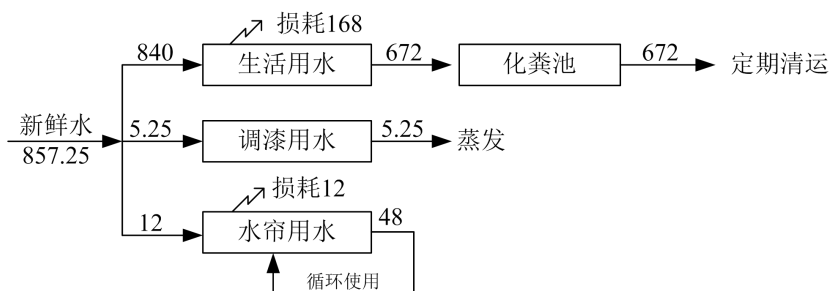 损耗168
840
生活用水
672
化粪池
672
定期清运
新鲜水
857.25
5.25
调漆用水
5.25
蒸发
损耗12
12
水帘用水
48
循环使用